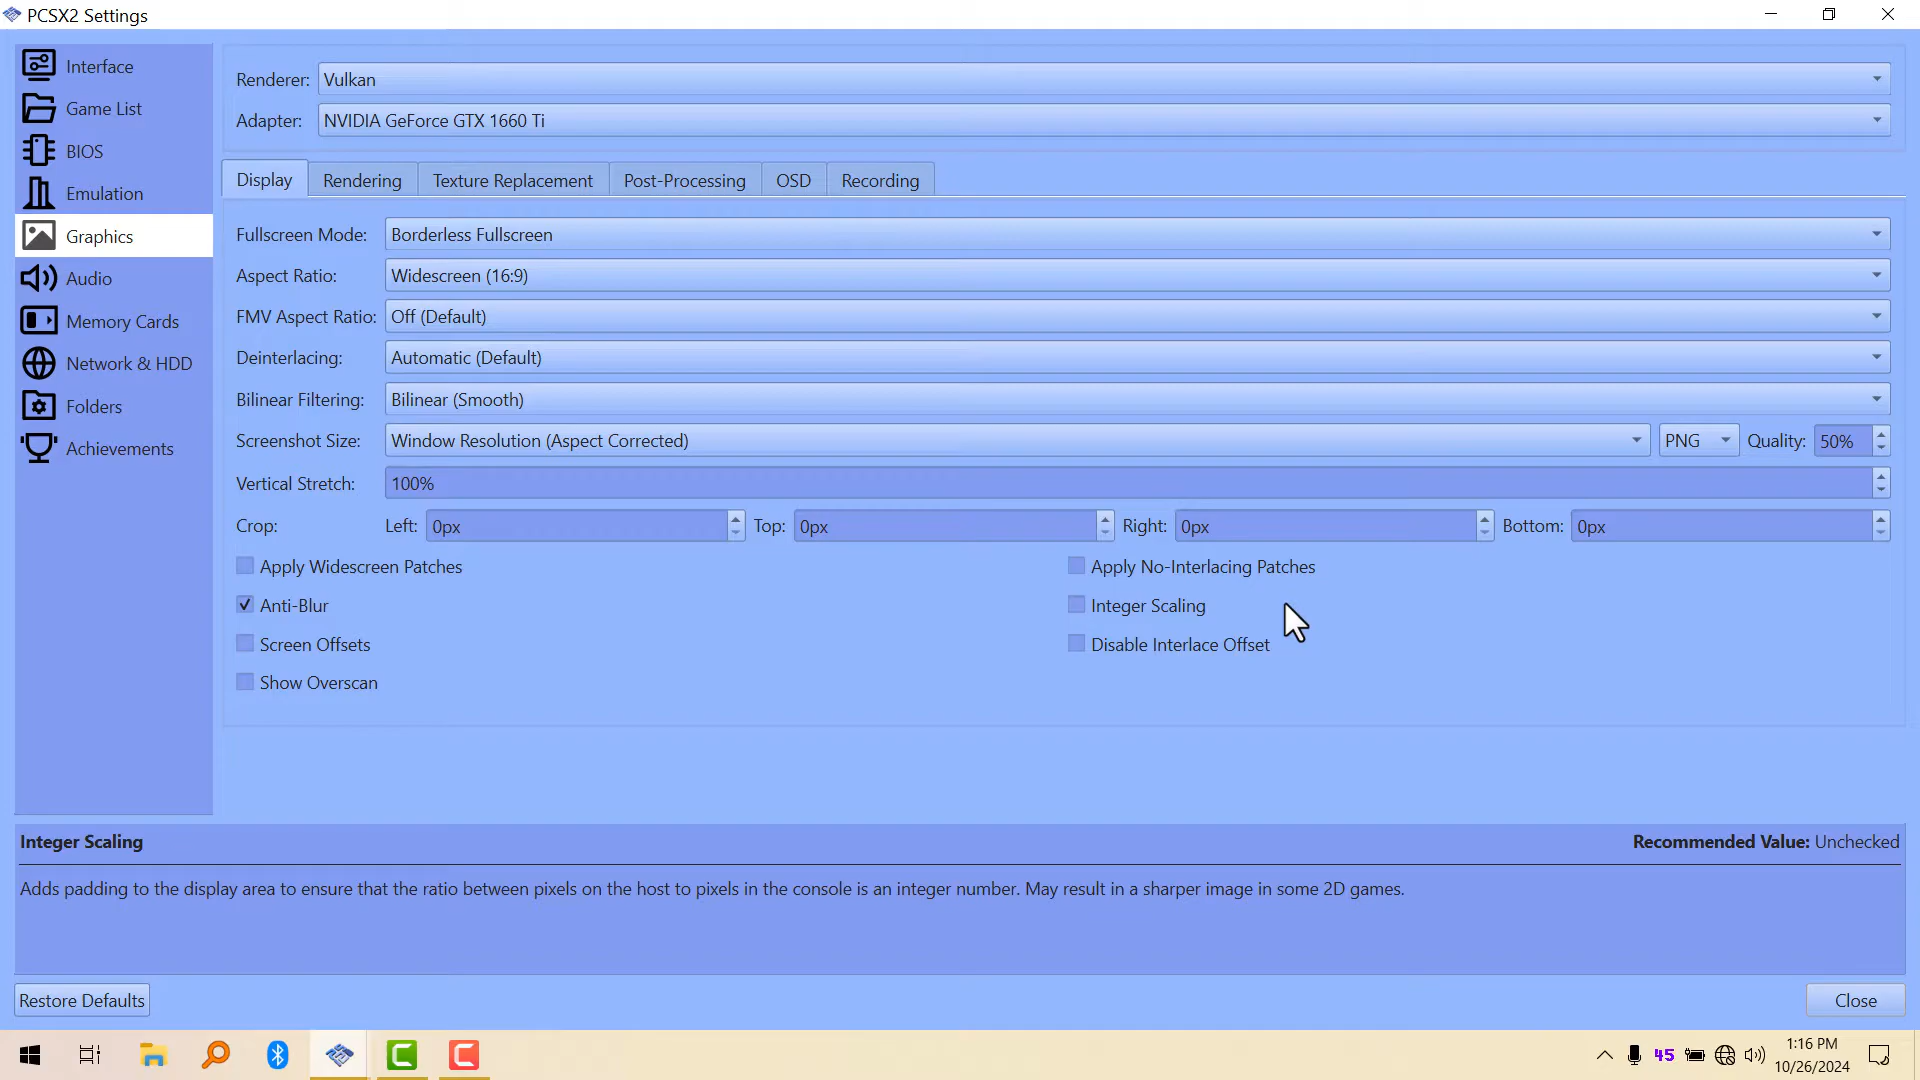 PCSX2 Settings
Interface
Game List
BIOS
Emulation
Graphics
Audio
Memory Cards
Network & HDD
Folders
Achievements
Renderer: Vulkan
Adapter: NVIDIA GeForce GTX 1660 Ti
Display Rendering Texture Replacement Post-Processing OSD Recording
Fullscreen Mode: Borderless Fullscreen
Aspect Ratio: Widescreen (16:9)
FMV Aspect Ratio: Off (Default)
Deinterlacing: Automatic (Default)
Bilinear Filtering: Bilinear (Smooth)
Screenshot Size: Window Resolution (Aspect Corrected) PNG Quality: 50%
Vertical Stretch: 100%
Crop: Left: 0px Top: 0px Right: 0px Bottom: 0px
Apply Widescreen Patches Apply No-Interlacing Patches
Anti-Blur Integer Scaling
Screen Offsets Disable Interlace Offset
Show Overscan
Integer Scaling Recommended Value: Unchecked
Adds padding to the display area to ensure that the ratio between pixels on the host to pixels in the console is an integer number. May result in a sharper image in some 2D games.
Restore Defaults Close
45 1:16 PM
10/26/2024